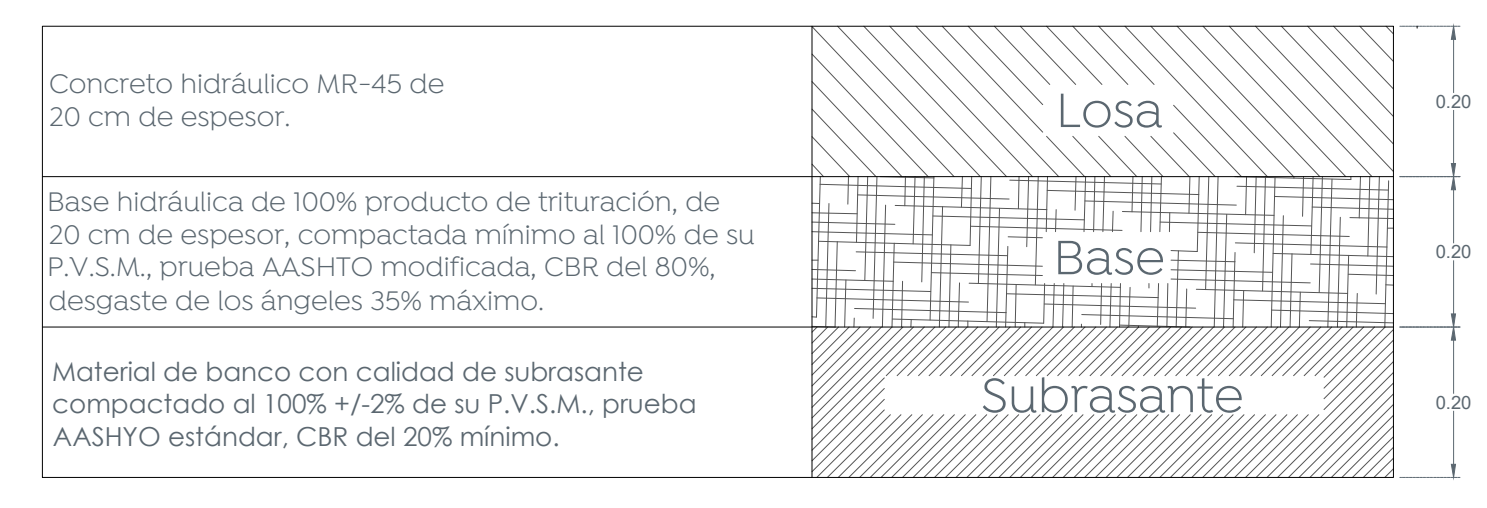 Concreto hidráulico MR-45 de
20 cm de espesor.
Losa
0.20
Base hidráulica de 100% producto de trituración, de
20 cm de espesor, compactada mínimo al 100% de su
P.V.S.M., prueba AASHTO modificada, CBR del 80%,
desgaste de los ángeles 35% máximo.
Base
0.20
Material de banco con calidad de subrasante
compactado al 100% +/-2% de su P.V.S.M., prueba
AASHYO estándar, CBR del 20% mínimo.
Subrasante
0.20